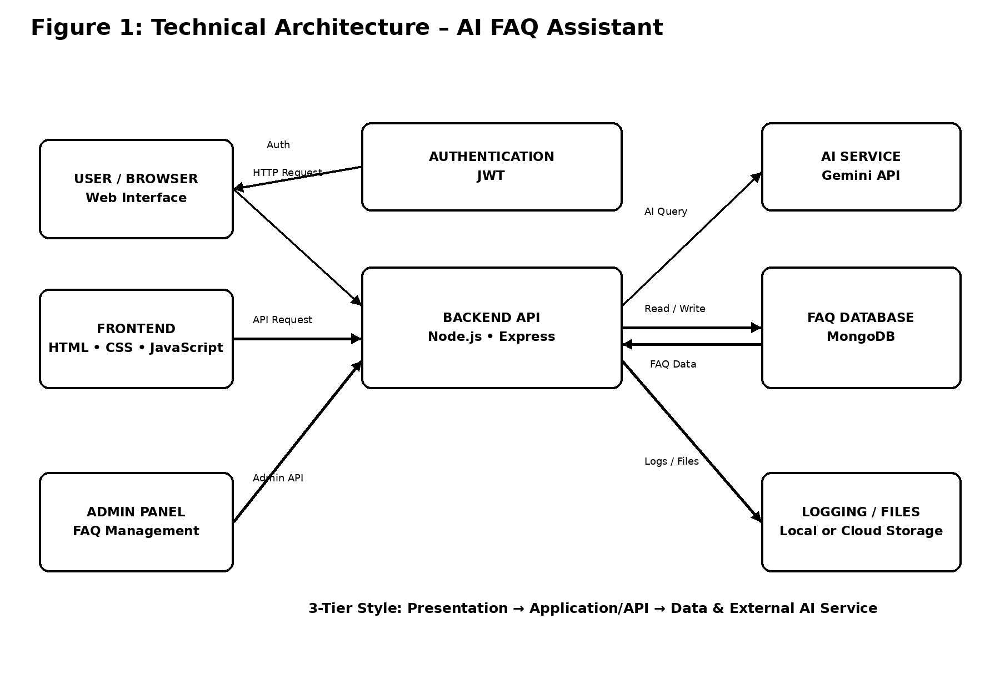 Figure 1: Technical Architecture – AI FAQ Assistant
USER / BROWSER
Web Interface
Auth
HTTP Request
AUTHENTICATION
JWT
AI Query
AI SERVICE
Gemini API
FRONTEND
HTML • CSS • JavaScript
API Request
BACKEND API
Node.js • Express
Read / Write
FAQ Data
FAQ DATABASE
MongoDB
ADMIN PANEL
FAQ Management
Admin API
Logs / Files
LOGGING / FILES
Local or Cloud Storage
3-Tier Style: Presentation → Application/API → Data & External AI Service